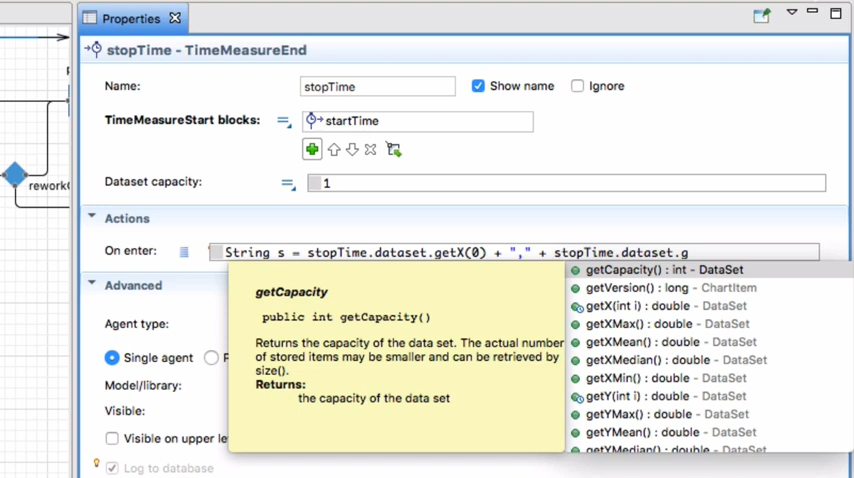 Properties
stopTime - TimeMeasureEnd
Name:
stopTime
Show name
Ignore
TimeMeasureStart blocks:
startTime
Dataset capacity:
1
Actions
On enter:
String s = stopTime.dataset.getX(0) + "," + stopTime.dataset.g
Advanced
Agent type:
Single agent
Model/library:
Visible:
Visible on upper le
Log to database
getCapacity
public int getCapacity()
Returns the capacity of the data set. The actual number
of stored items may be smaller and can be retrieved by
size().
Returns:
the capacity of the data set
getCapacity() : int - DataSet
getVersion() : long - ChartItem
getX(int i) : double - DataSet
getXMax() : double - DataSet
getXMean() : double - DataSet
getXMedian() : double - DataSet
getXMin() : double - DataSet
getY(int i) : double - DataSet
getYMax() : double - DataSet
getYMean() : double - DataSet
getYMedian() : double - DataSet